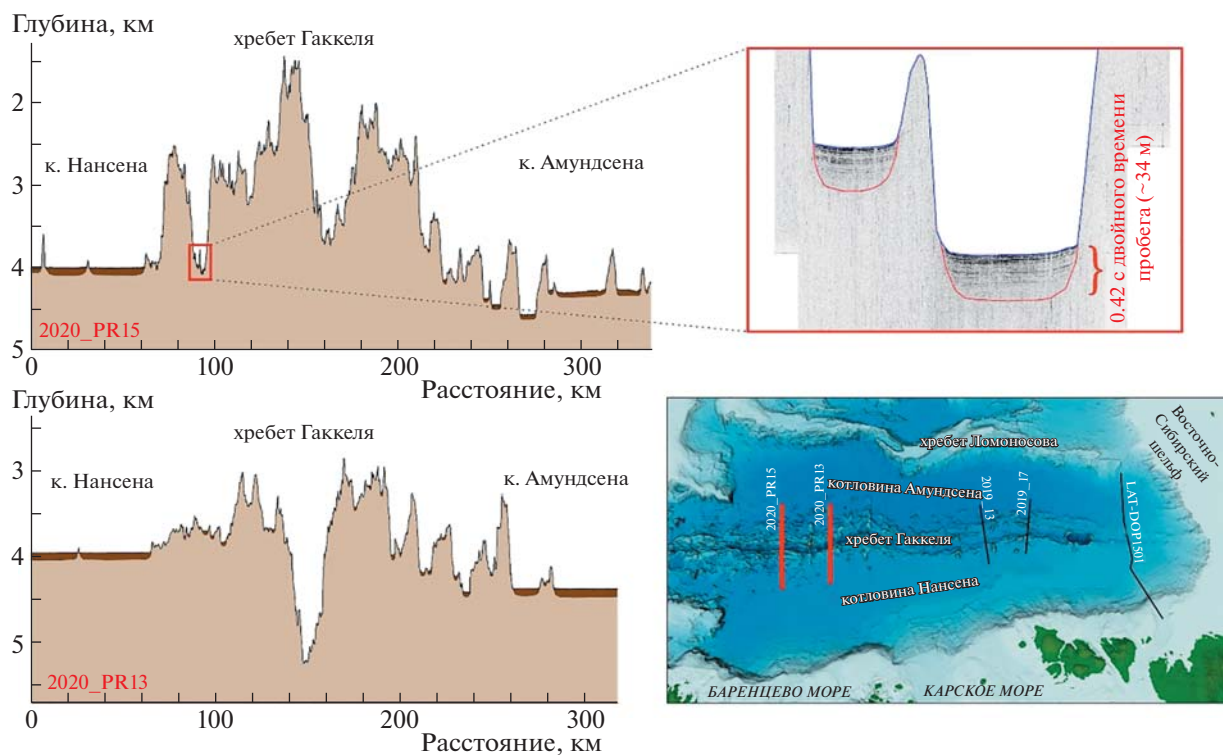 Глубина, км
хребет Гаккеля
к. Нансена
к. Амундсена
2
3
4
5
2020_PR15
0
100
200
300
Расстояние, км
0.42 с двойного времени
пробега (~34 м)
Глубина, км
хребет Гаккеля
к. Нансена
к. Амундсена
3
4
5
2020_PR13
0
100
200
300
Расстояние, км
хребет Ломоносова
Восточно-
Сибирский
шельф
котловина Амундсена
2020_PR15
2020_PR13
2019_13
2019_17
LAT-DOP1501
хребет Гаккеля
котловина Нансена
БАРЕНЦЕВО МОРЕ
КАРСКОЕ МОРЕ